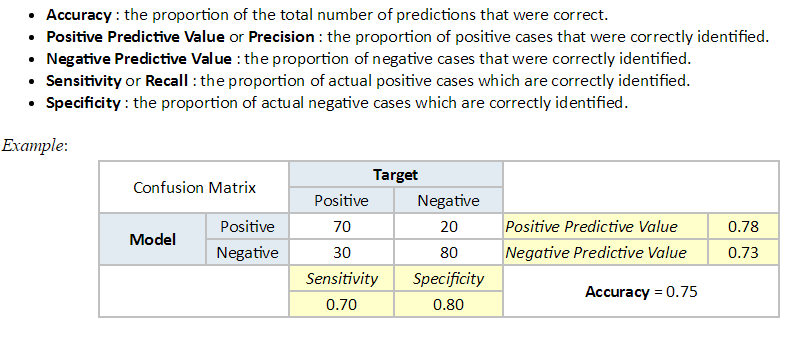 • Accuracy : the proportion of the total number of predictions that were correct.
• Positive Predictive Value or Precision : the proportion of positive cases that were correctly identified.
• Negative Predictive Value : the proportion of negative cases that were correctly identified.
• Sensitivity or Recall : the proportion of actual positive cases which are correctly identified.
• Specificity : the proportion of actual negative cases which are correctly identified.
Example:
Confusion Matrix Target
Positive Negative
Model Positive 70 20 Positive Predictive Value 0.78
Negative 30 80 Negative Predictive Value 0.73
Sensitivity Specificity Accuracy = 0.75
0.70 0.80